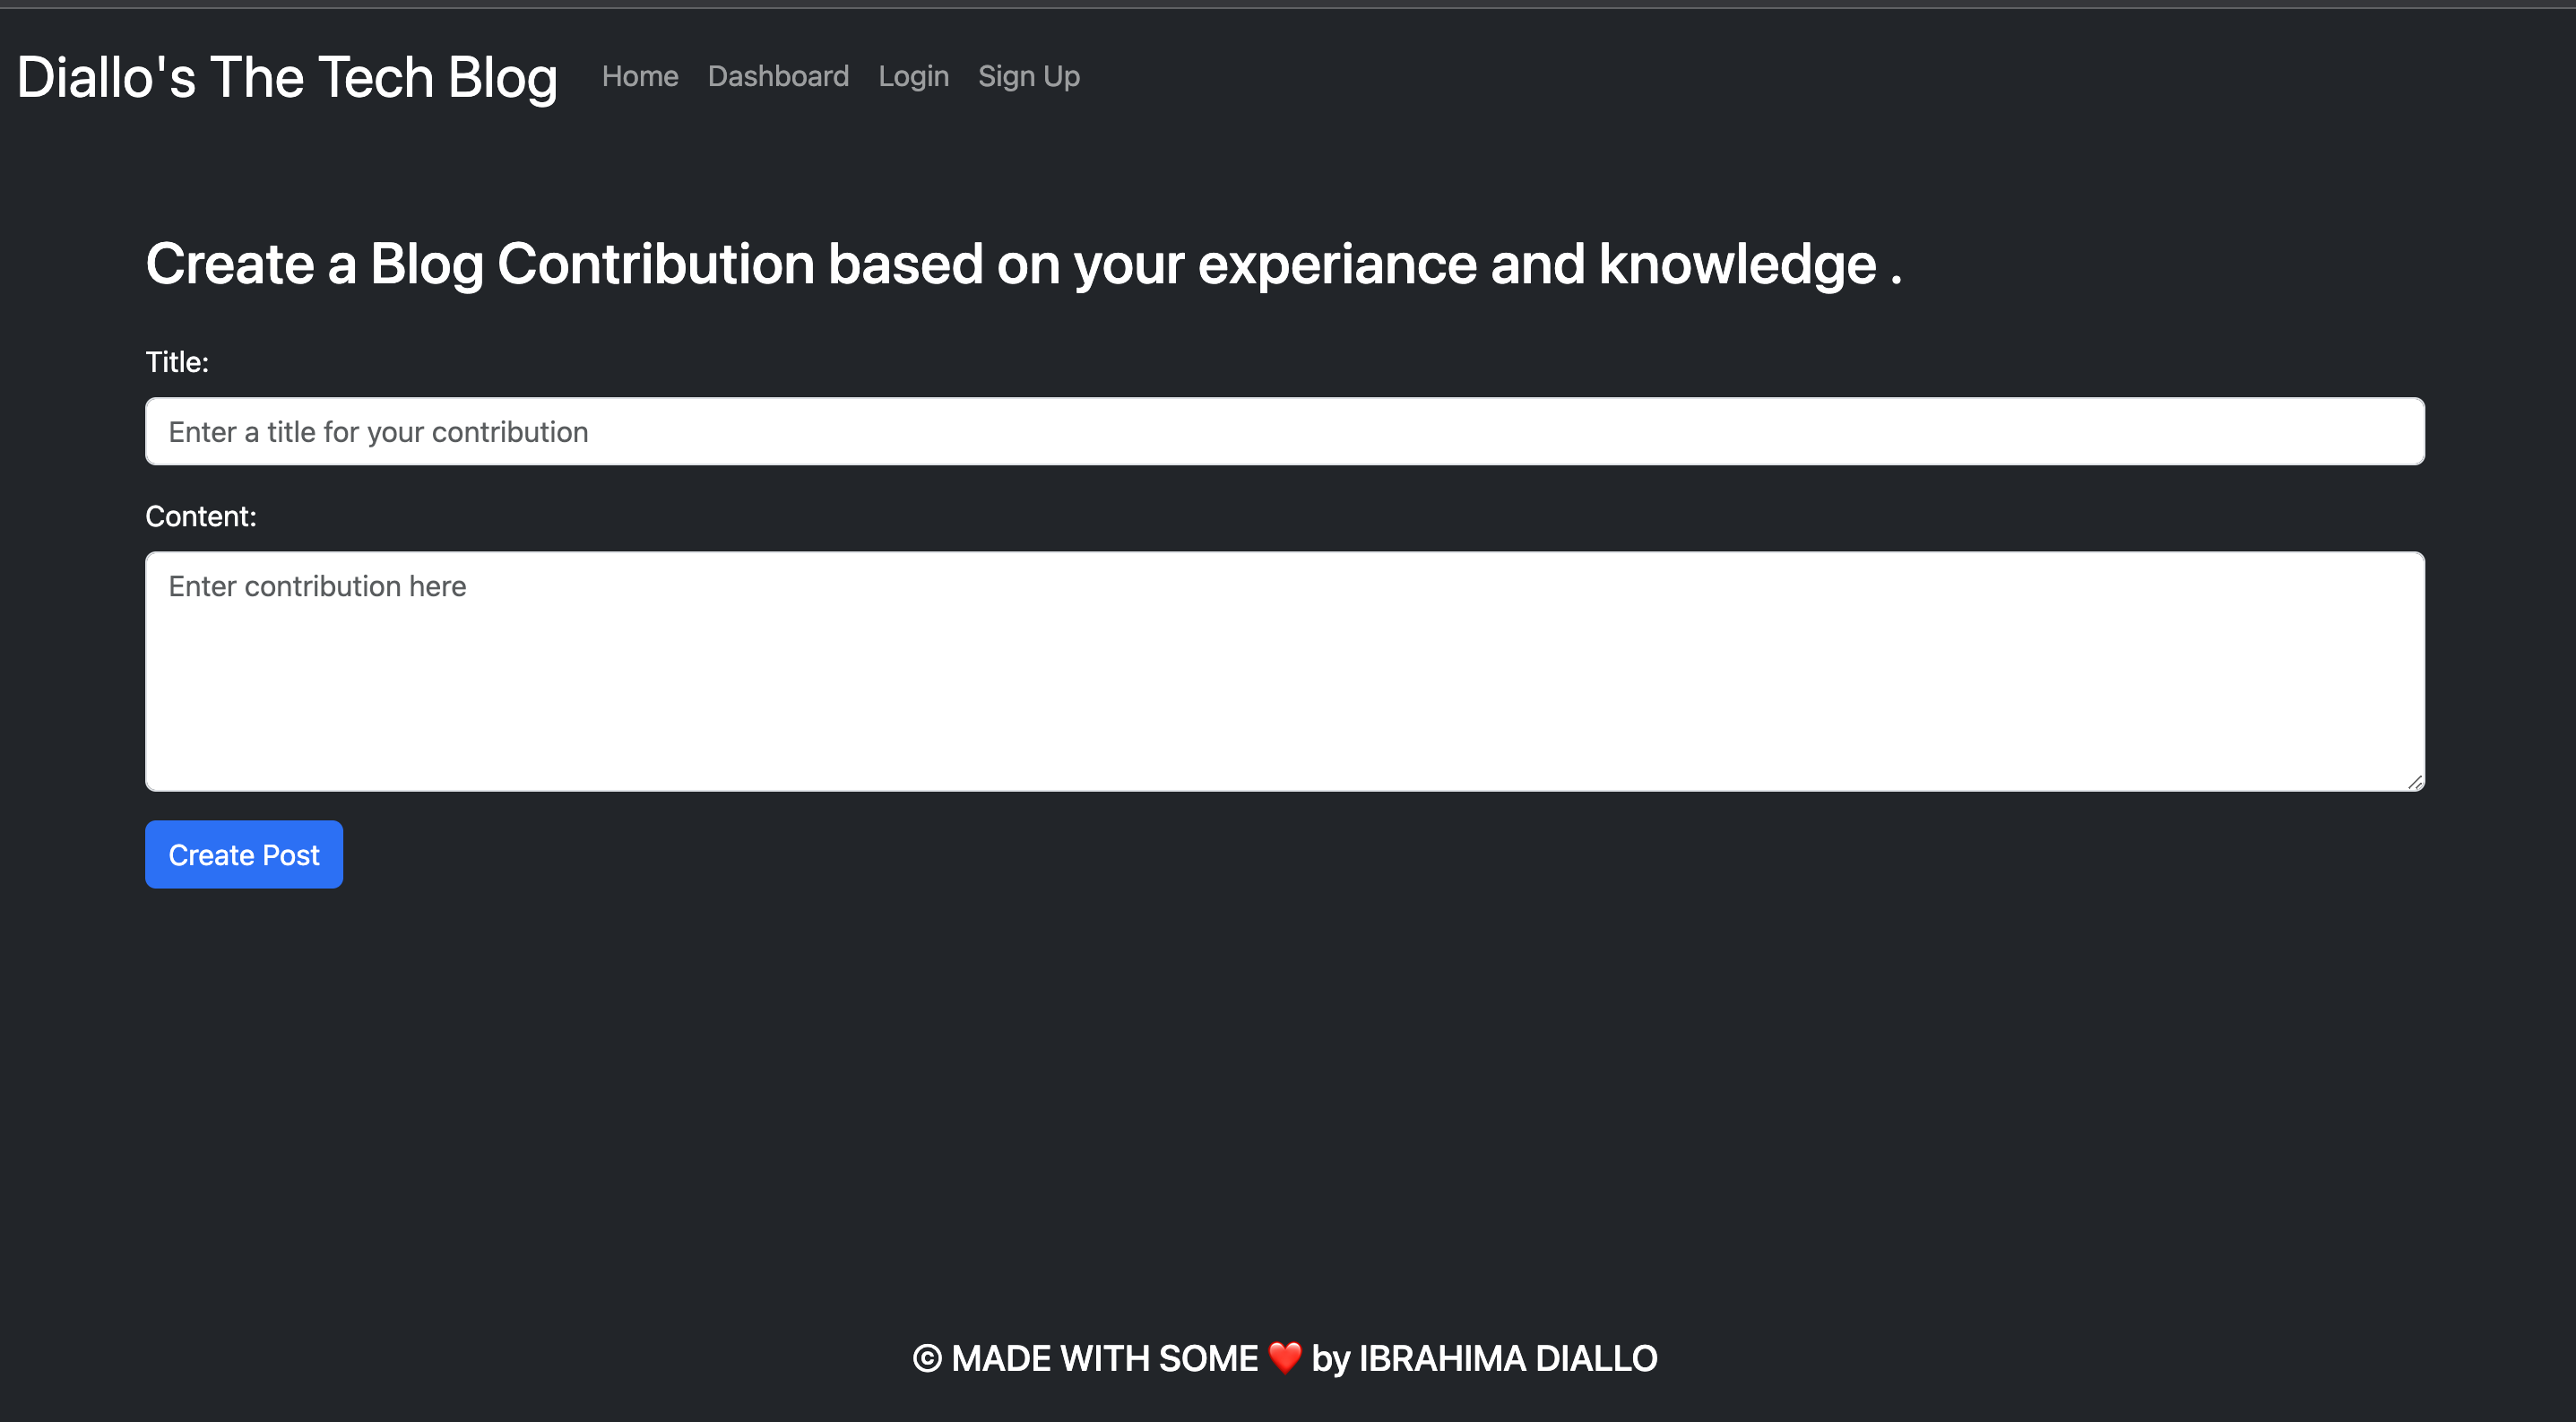 Diallo's The Tech Blog Home Dashboard Login Sign Up
Create a Blog Contribution based on your experiance and knowledge .
Title:
Enter a title for your contribution
Content:
Enter contribution here
Create Post
© MADE WITH SOME ❤️ by IBRAHIMA DIALLO